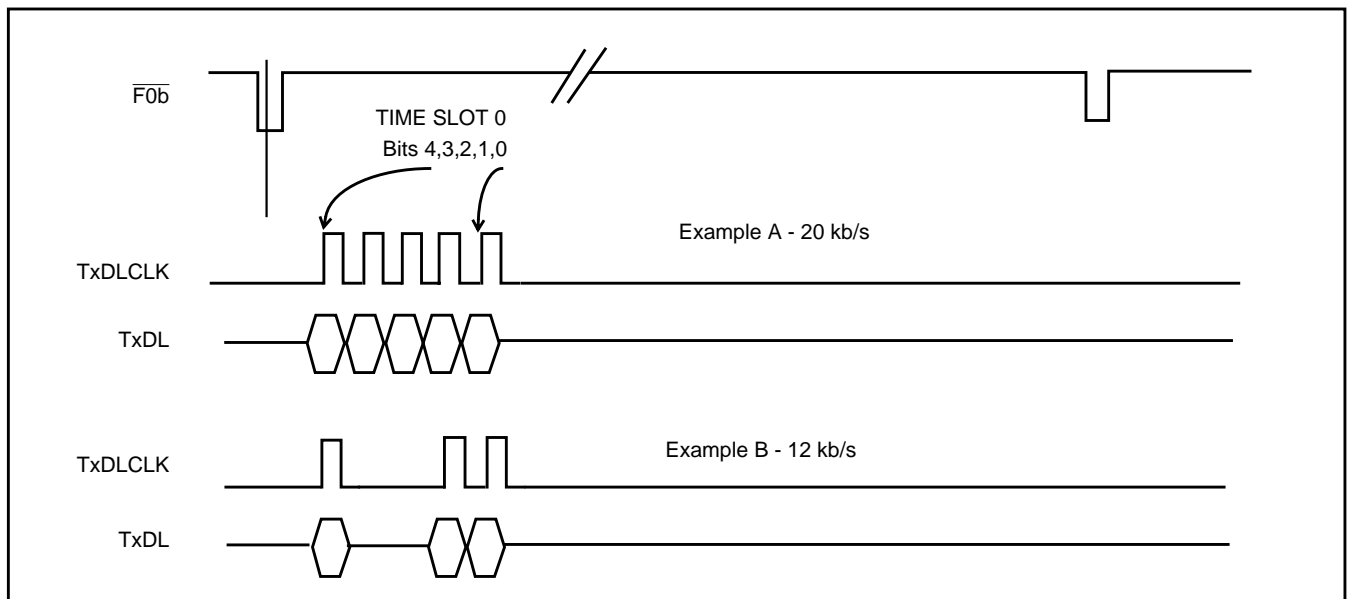 F0b
TIME SLOT 0
Bits 4,3,2,1,0
Example A - 20 kb/s
TxDLCLK
TxDL
Example B - 12 kb/s
TxDLCLK
TxDL